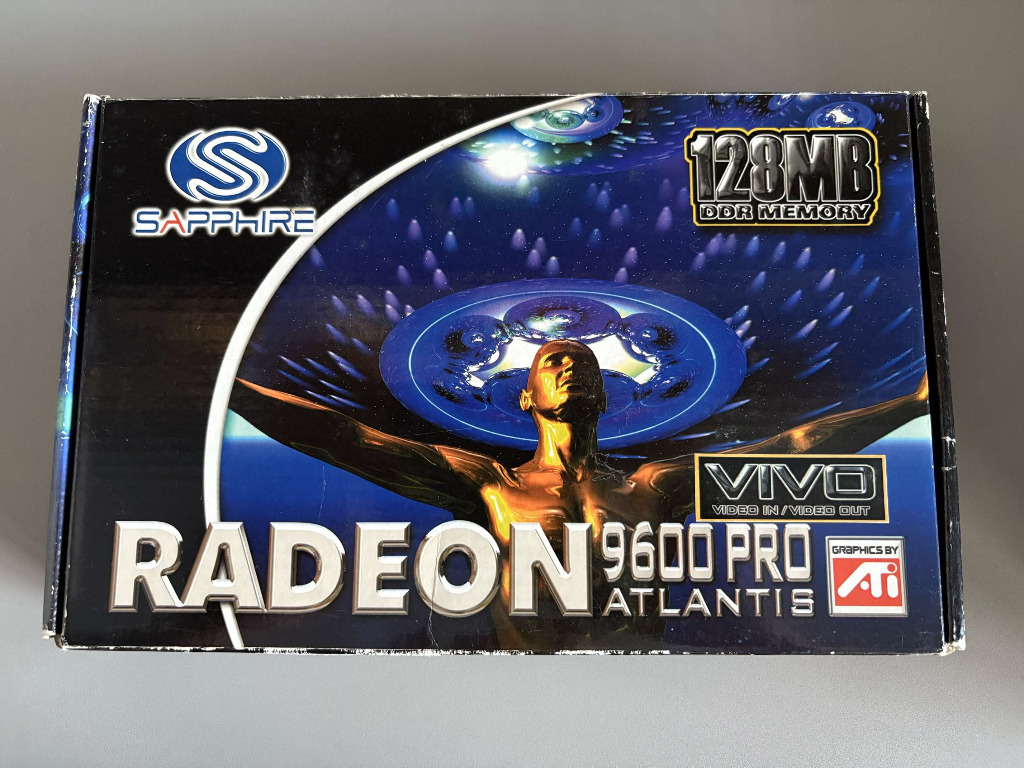 SAPPHIRE
128MB
DDR MEMORY
VIVO
VIDEO IN / VIDEO OUT
RADEON
9600 PRO
ATLANTIS
GRAPHICS BY
ATi